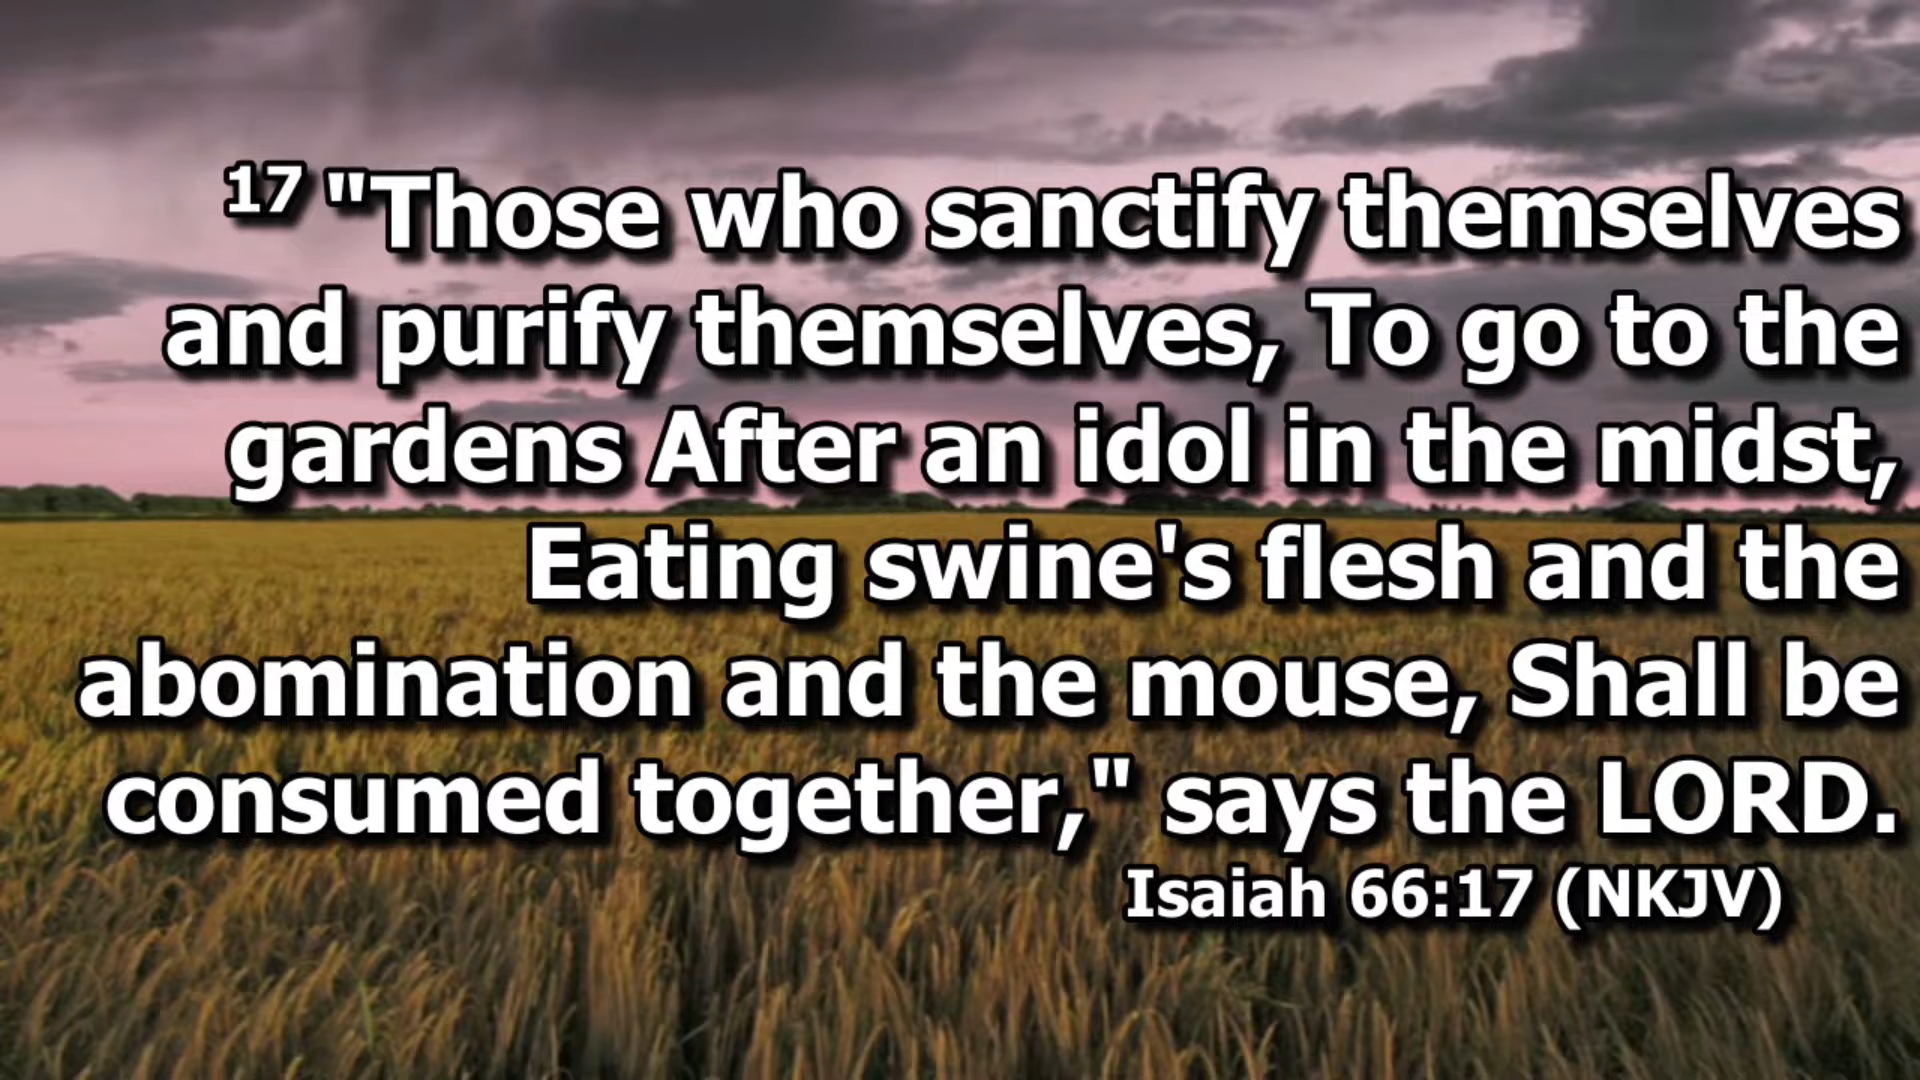 17 "Those who sanctify themselves
and purify themselves, To go to the
gardens After an idol in the midst,
Eating swine's flesh and the
abomination and the mouse, Shall be
consumed together," says the LORD.
Isaiah 66:17 (NKJV)